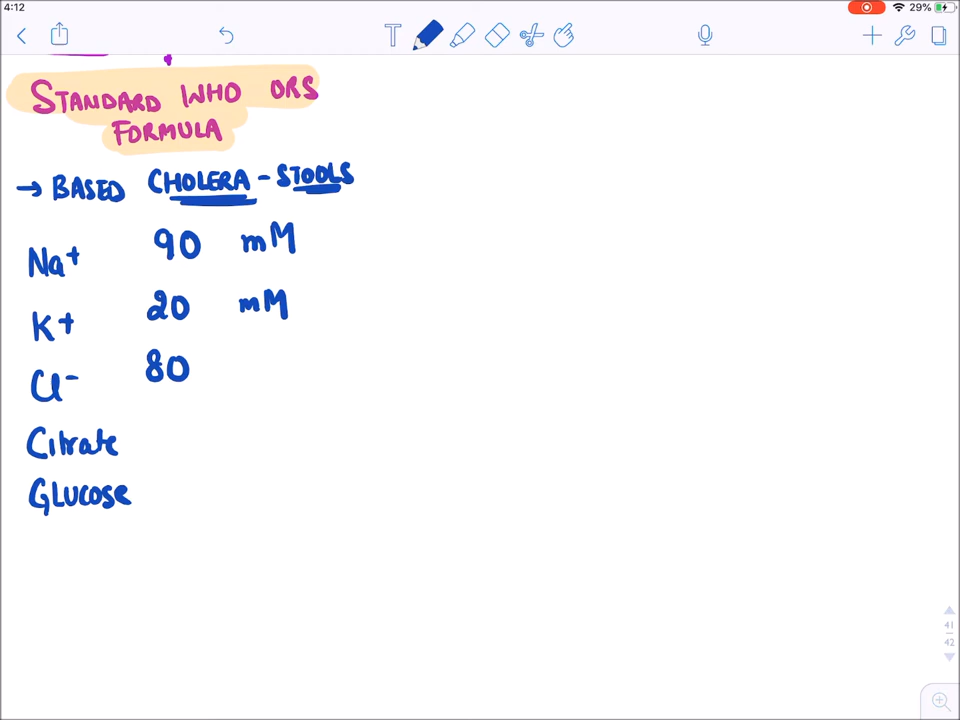 4:12
29%
T
STANDARD WHO ORS
FORMULA
→ BASED CHOLERA - STOOLS
Na+ 90 mM
K+ 20 mM
Cl- 80
Citrate
GLUCOSE
41
42